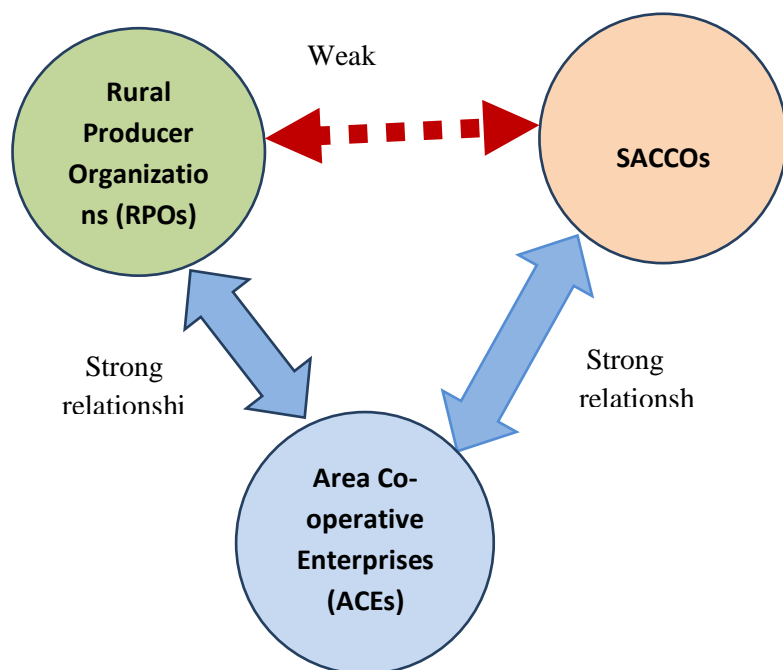 Weak
Rural
Producer
Organizatio
ns (RPOs)
SACCOs
Strong
relationshi
Strong
relationsh
Area Co-
operative
Enterprises
(ACEs)